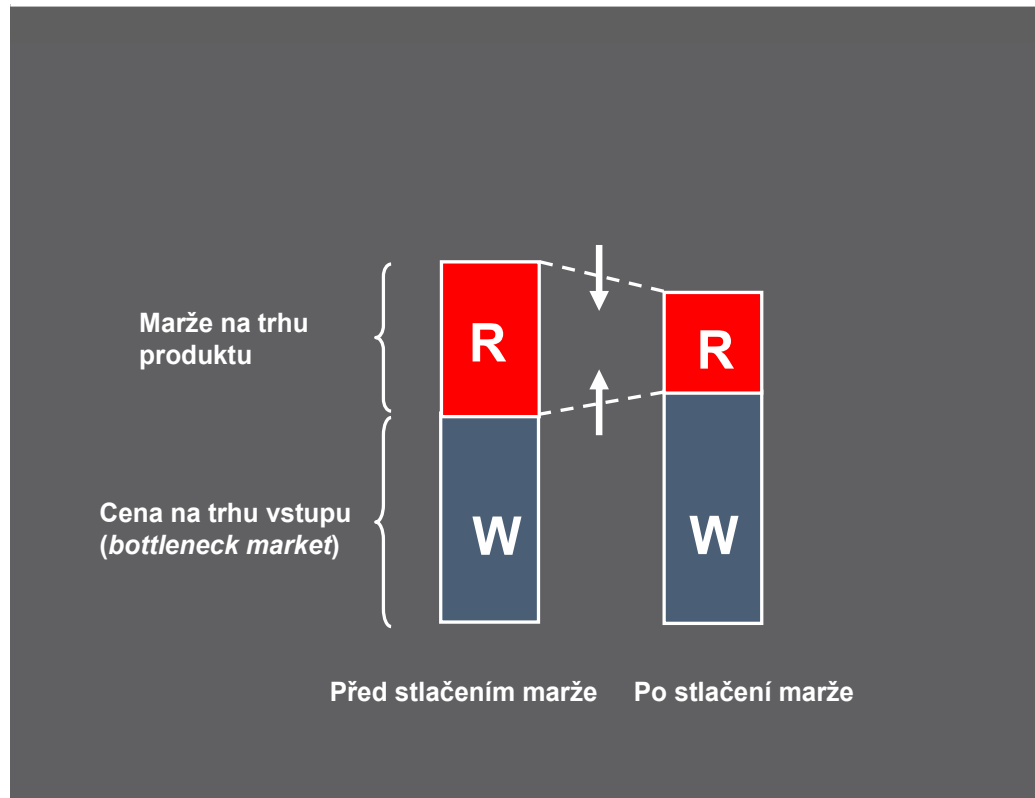 Marže na trhu
produktu
R
R
Cena na trhu vstupu
(bottleneck market)
W
W
Před stlačením marže
Po stlačení marže